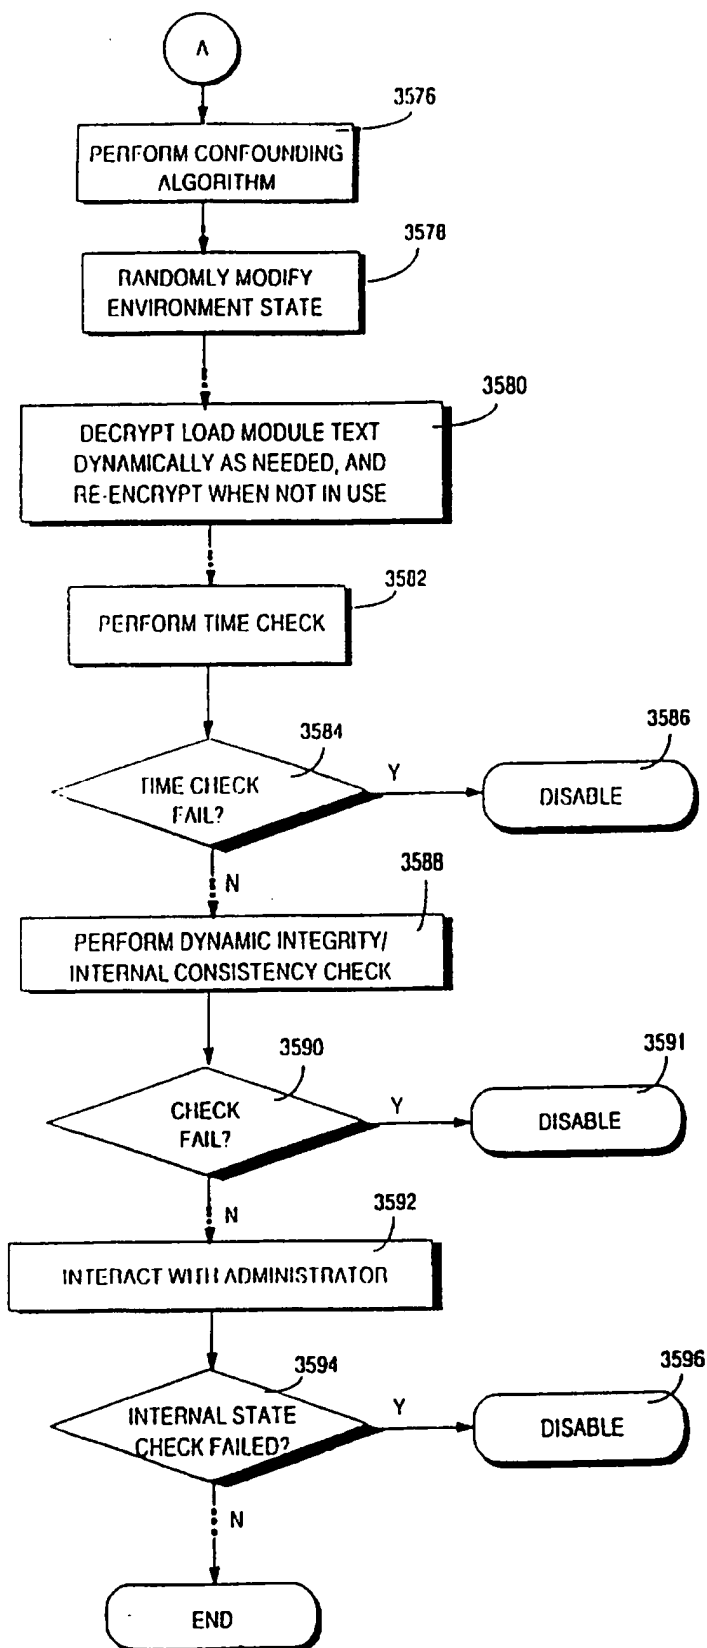 A
3576
PERFORM CONFOUNDING
ALGORITHM
3578
RANDOMLY MODIFY
ENVIRONMENT STATE
3580
DECRYPT LOAD MODULE TEXT
DYNAMICALLY AS NEEDED, AND
RE-ENCRYPT WHEN NOT IN USE
3582
PERFORM TIME CHECK
3584
TIME CHECK
FAIL?
Y
3586
DISABLE
N
3588
PERFORM DYNAMIC INTEGRITY/
INTERNAL CONSISTENCY CHECK
3590
CHECK
FAIL?
Y
3591
DISABLE
N
3592
INTERACT WITH ADMINISTRATOR
3594
INTERNAL STATE
CHECK FAILED?
Y
3596
DISABLE
N
END